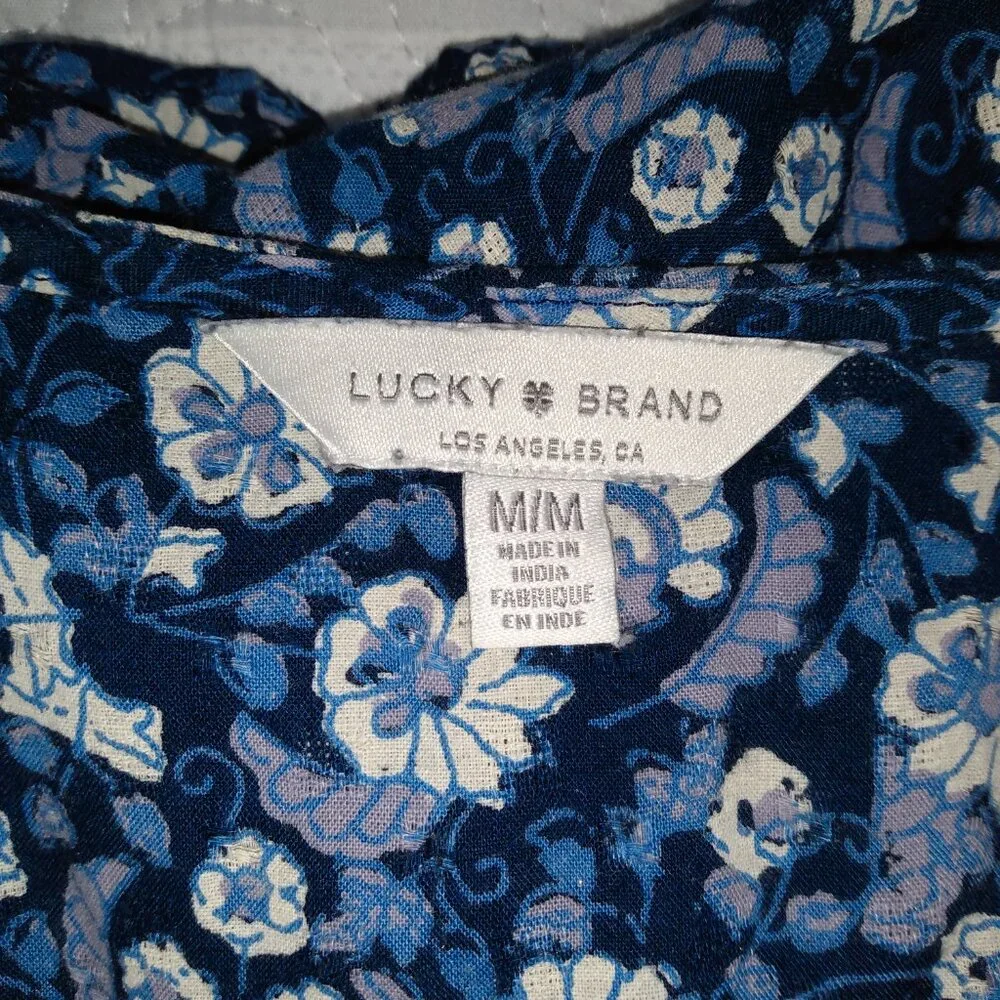 LUCKY BRAND
LOS ANGELES, CA
M/M
MADE IN
INDIA
FABRIQUE
EN INDE